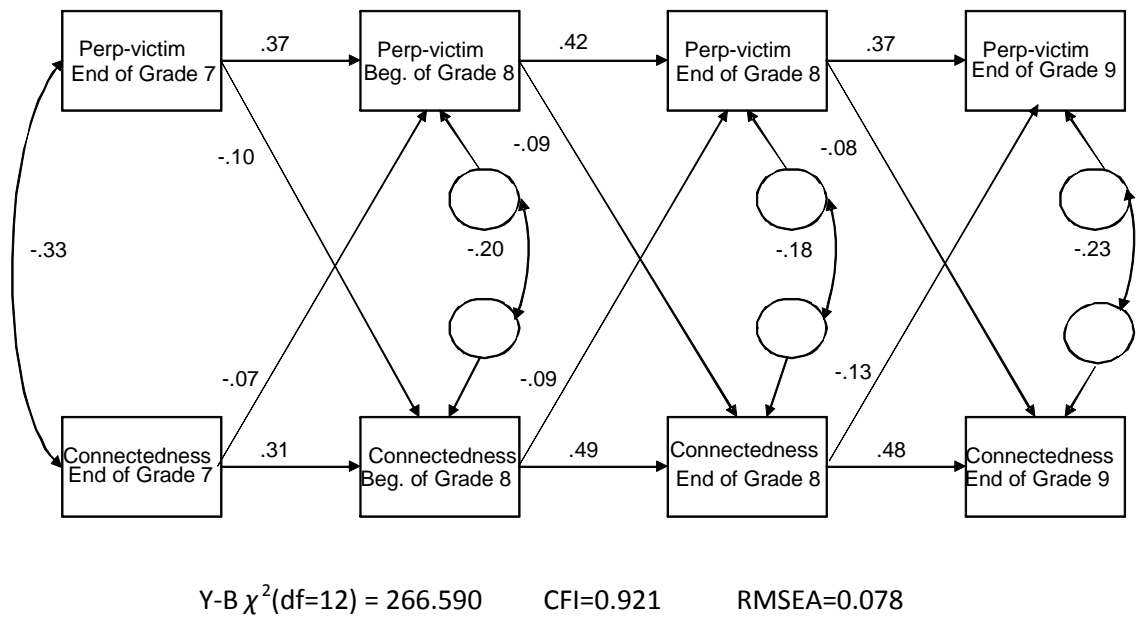 Perp-victim
End of Grade 7
.37
Perp-victim
Beg. of Grade 8
.42
Perp-victim
End of Grade 8
.37
Perp-victim
End of Grade 9
-.10
-.09
-.08
-.33
-.20
-.18
-.23
-.07
-.09
-.13
Connectedness
End of Grade 7
.31
Connectedness
Beg. of Grade 8
.49
Connectedness
End of Grade 8
.48
Connectedness
End of Grade 9
Y-B χ²(df=12) = 266.590 CFI=0.921 RMSEA=0.078